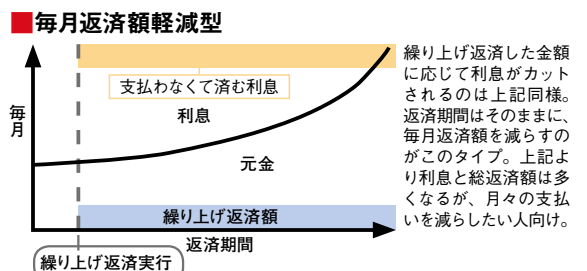 ■毎月返済額軽減型
支払わなくて済む利息
利息
毎月
元金
繰り上げ返済額
返済期間
繰り上げ返済実行
繰り上げ返済した金額
に応じて利息がカット
されるのは上記同様。
返済期間はそのままに、
毎月返済額を減らすの
がこのタイプ。上記よ
り利息と総返済額は多
くなるが、月々の支払
いを減らしたい人向け。